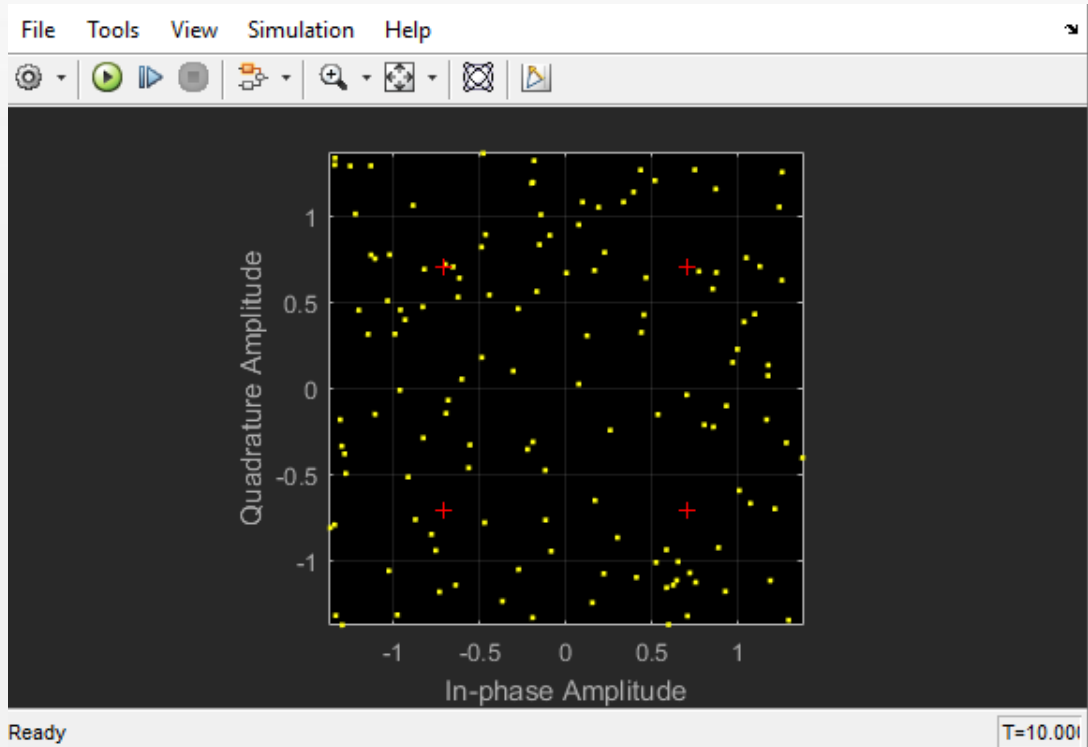 File Tools View Simulation Help
Quadrature Amplitude
1
0.5
0
-0.5
-1
-1 -0.5 0 0.5 1
In-phase Amplitude
Ready
T=10.00